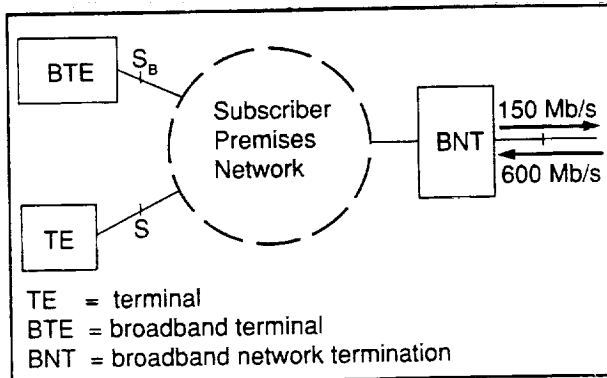 BTE
S_B
Subscriber
Premises
Network
BNT
150 Mb/s
600 Mb/s
TE
S
TE = terminal
BTE = broadband terminal
BNT = broadband network termination